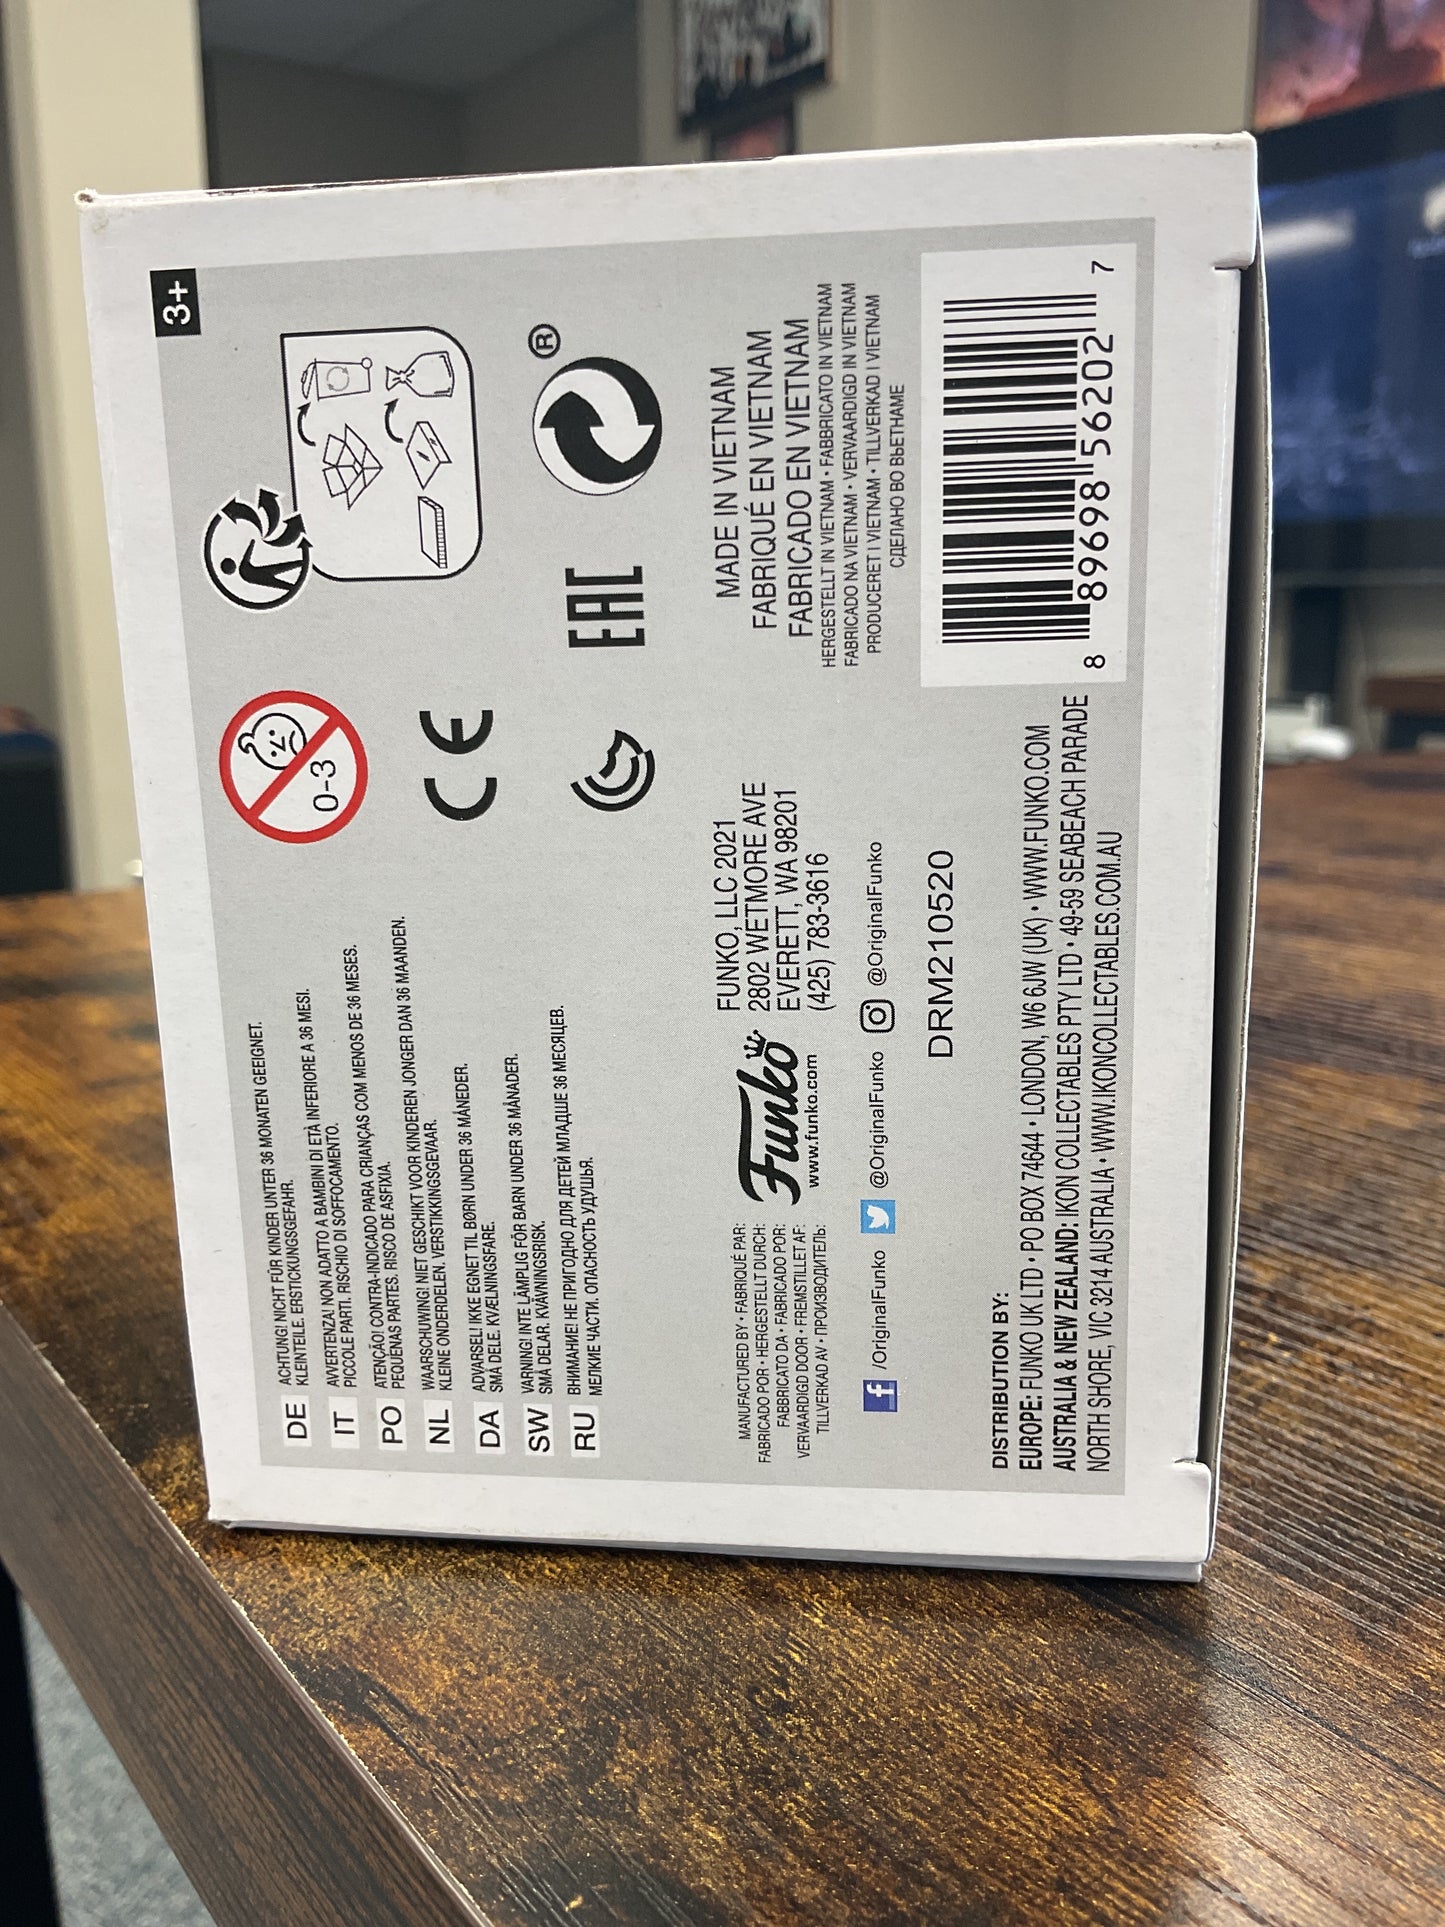 3+
DE
ACHTUNG! NICHT FÜR KINDER UNTER 36 MONATEN GEEIGNET.
KLEINTEILE. ERSTICKUNGSGEFAHR.
IT
AVVERTENZA! NON ADATTO A BAMBINI DI ETÀ INFERIORE A 36 MESI.
PICCOLE PARTI. RISCHIO DI SOFFOCAMENTO.
PO
ATENÇÃO! CONTRA-INDICADO PARA CRIANÇAS COM MENOS DE 36 MESES.
PEQUENAS PARTES. RISCO DE ASFIXIA.
NL
WAARSCHUWING! NIET GESCHIKT VOOR KINDEREN JONGER DAN 36 MAANDEN.
KLEINE ONDERDELEN. VERSTIKKINGSGEVAAR.
DA
ADVARSEL! IKKE EGNET TIL BØRN UNDER 36 MÅNEDER.
SMÅ DELE. KVÆLNINGSFARE.
SW
VARNING! INTE LÄMPLIG FÖR BARN UNDER 36 MÅNADER.
SMÅ DELAR. KVÄVNINGSRISK.
RU
ВНИМАНИЕ! НЕ ПРИГОДНО ДЛЯ ДЕТЕЙ МЛАДШЕ 36 МЕСЯЦЕВ.
МЕЛКИЕ ЧАСТИ. ОПАСНОСТЬ УДУШЬЯ.
0-3
CE
EAC
®
MANUFACTURED BY • FABRIQUÉ PAR:
FABRICADO POR • HERGESTELLT DURCH:
FABBRICATO DA • FABRICADO POR:
VERVAARDIGD DOOR • FREMSTILLET AF:
TILLVERKAD AV • ПРОИЗВОДИТЕЛЬ:
Funko
www.funko.com
FUNKO, LLC 2021
2802 WETMORE AVE
EVERETT, WA 98201
(425) 783-3616
/OriginalFunko @OriginalFunko @OriginalFunko
DRM210520
MADE IN VIETNAM
FABRIQUÉ EN VIETNAM
FABRICADO EN VIETNAM
HERGESTELLT IN VIETNAM • FABBRICATO IN VIETNAM
FABRICADO NA VIETNAM • VERVAARDIGD IN VIETNAM
PRODUCERET I VIETNAM • TILLVERKAD I VIETNAM
СДЕЛАНО ВО ВЬЕТНАМЕ
DISTRIBUTION BY:
EUROPE: FUNKO UK LTD • PO BOX 74644 • LONDON, W6 6JW (UK) • WWW.FUNKO.COM
AUSTRALIA & NEW ZEALAND: IKON COLLECTABLES PTY LTD • 49-59 SEABEACH PARADE
NORTH SHORE, VIC 3214 AUSTRALIA • WWW.IKONCOLLECTABLES.COM.AU
8 89698 56202 7